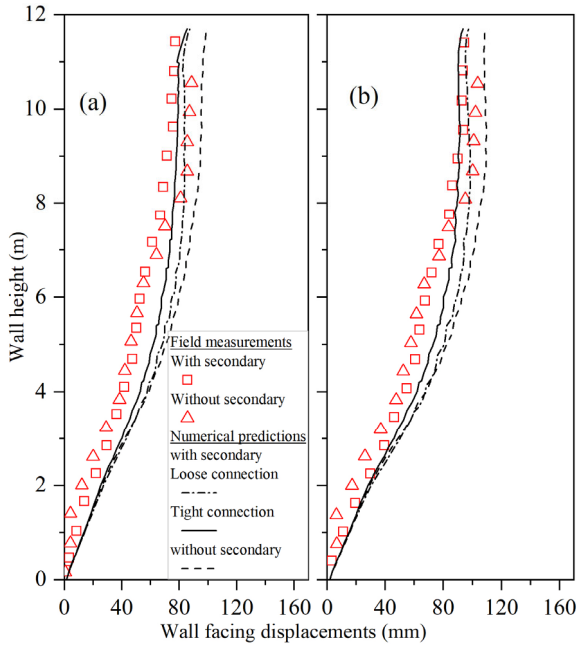 12
10
8
6
4
2
0
Wall height (m)
(a)
(b)
Field measurements
With secondary
Without secondary
Numerical predictions
with secondary
Loose connection
Tight connection
without secondary
0 40 80 120 160 0 40 80 120 160
Wall facing displacements (mm)